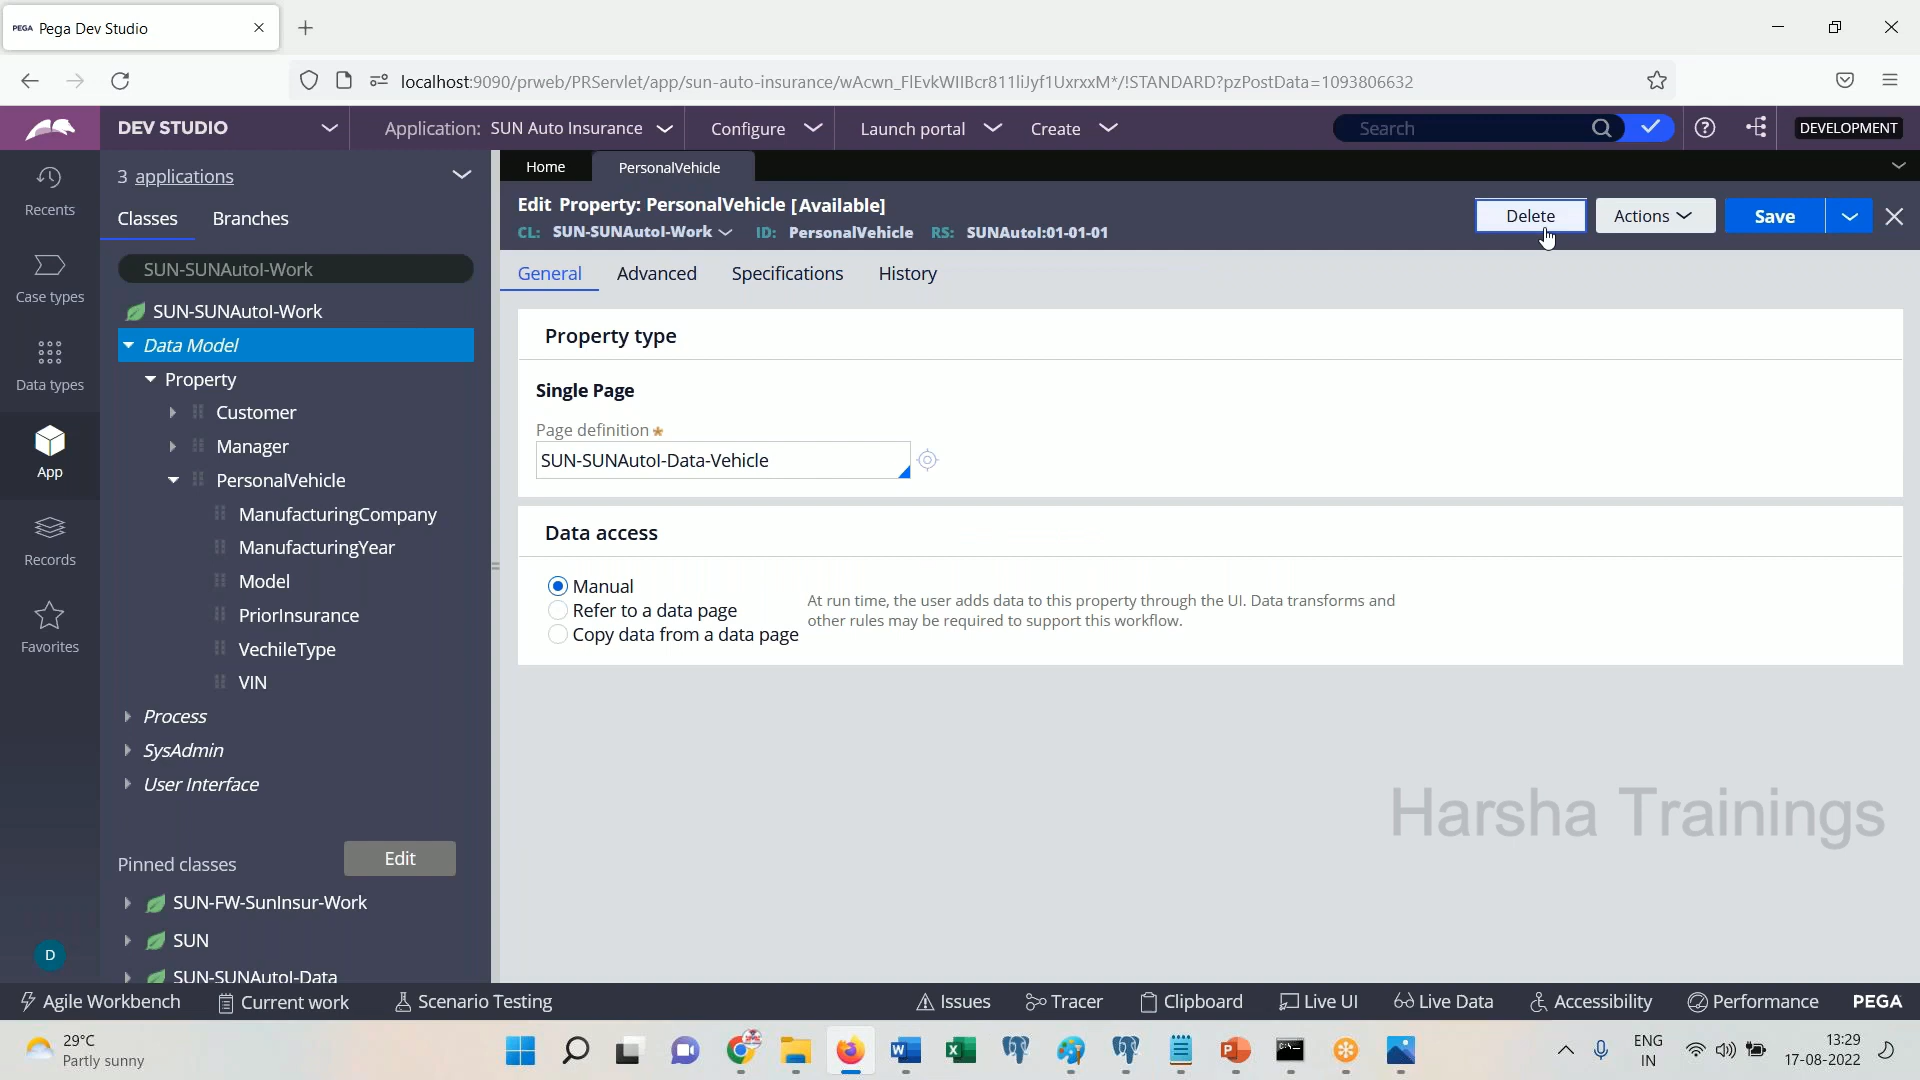 PEGA Pega Dev Studio
localhost:9090/prweb/PRServlet/app/sun-auto-insurance/wAcwn_FlEvkWIIBcr811liJyf1UxrxxM*/!STANDARD?pzPostData=1093806632
DEV STUDIO
Application: SUN Auto Insurance
Configure
Launch portal
Create
Search
DEVELOPMENT
Recents
Case types
Data types
App
Records
Favorites
D
3 applications
Classes
Branches
SUN-SUNAutoI-Work
SUN-SUNAutoI-Work
Data Model
Property
Customer
Manager
PersonalVehicle
ManufacturingCompany
ManufacturingYear
Model
PriorInsurance
VechileType
VIN
Process
SysAdmin
User Interface
Pinned classes
Edit
SUN-FW-SunInsur-Work
SUN
SUN-SUNAutoI-Data
Home
PersonalVehicle
Edit Property: PersonalVehicle [Available]
CL: SUN-SUNAutoI-Work ID: PersonalVehicle RS: SUNAutoI:01-01-01
Delete
Actions
Save
General
Advanced
Specifications
History
Property type
Single Page
Page definition
SUN-SUNAutoI-Data-Vehicle
Data access
Manual
Refer to a data page
Copy data from a data page
At run time, the user adds data to this property through the UI. Data transforms and
other rules may be required to support this workflow.
Harsha Trainings
Agile Workbench
Current work
Scenario Testing
Issues
Tracer
Clipboard
Live UI
Live Data
Accessibility
Performance
PEGA
29°C
Partly sunny
ENG
IN
13:29
17-08-2022